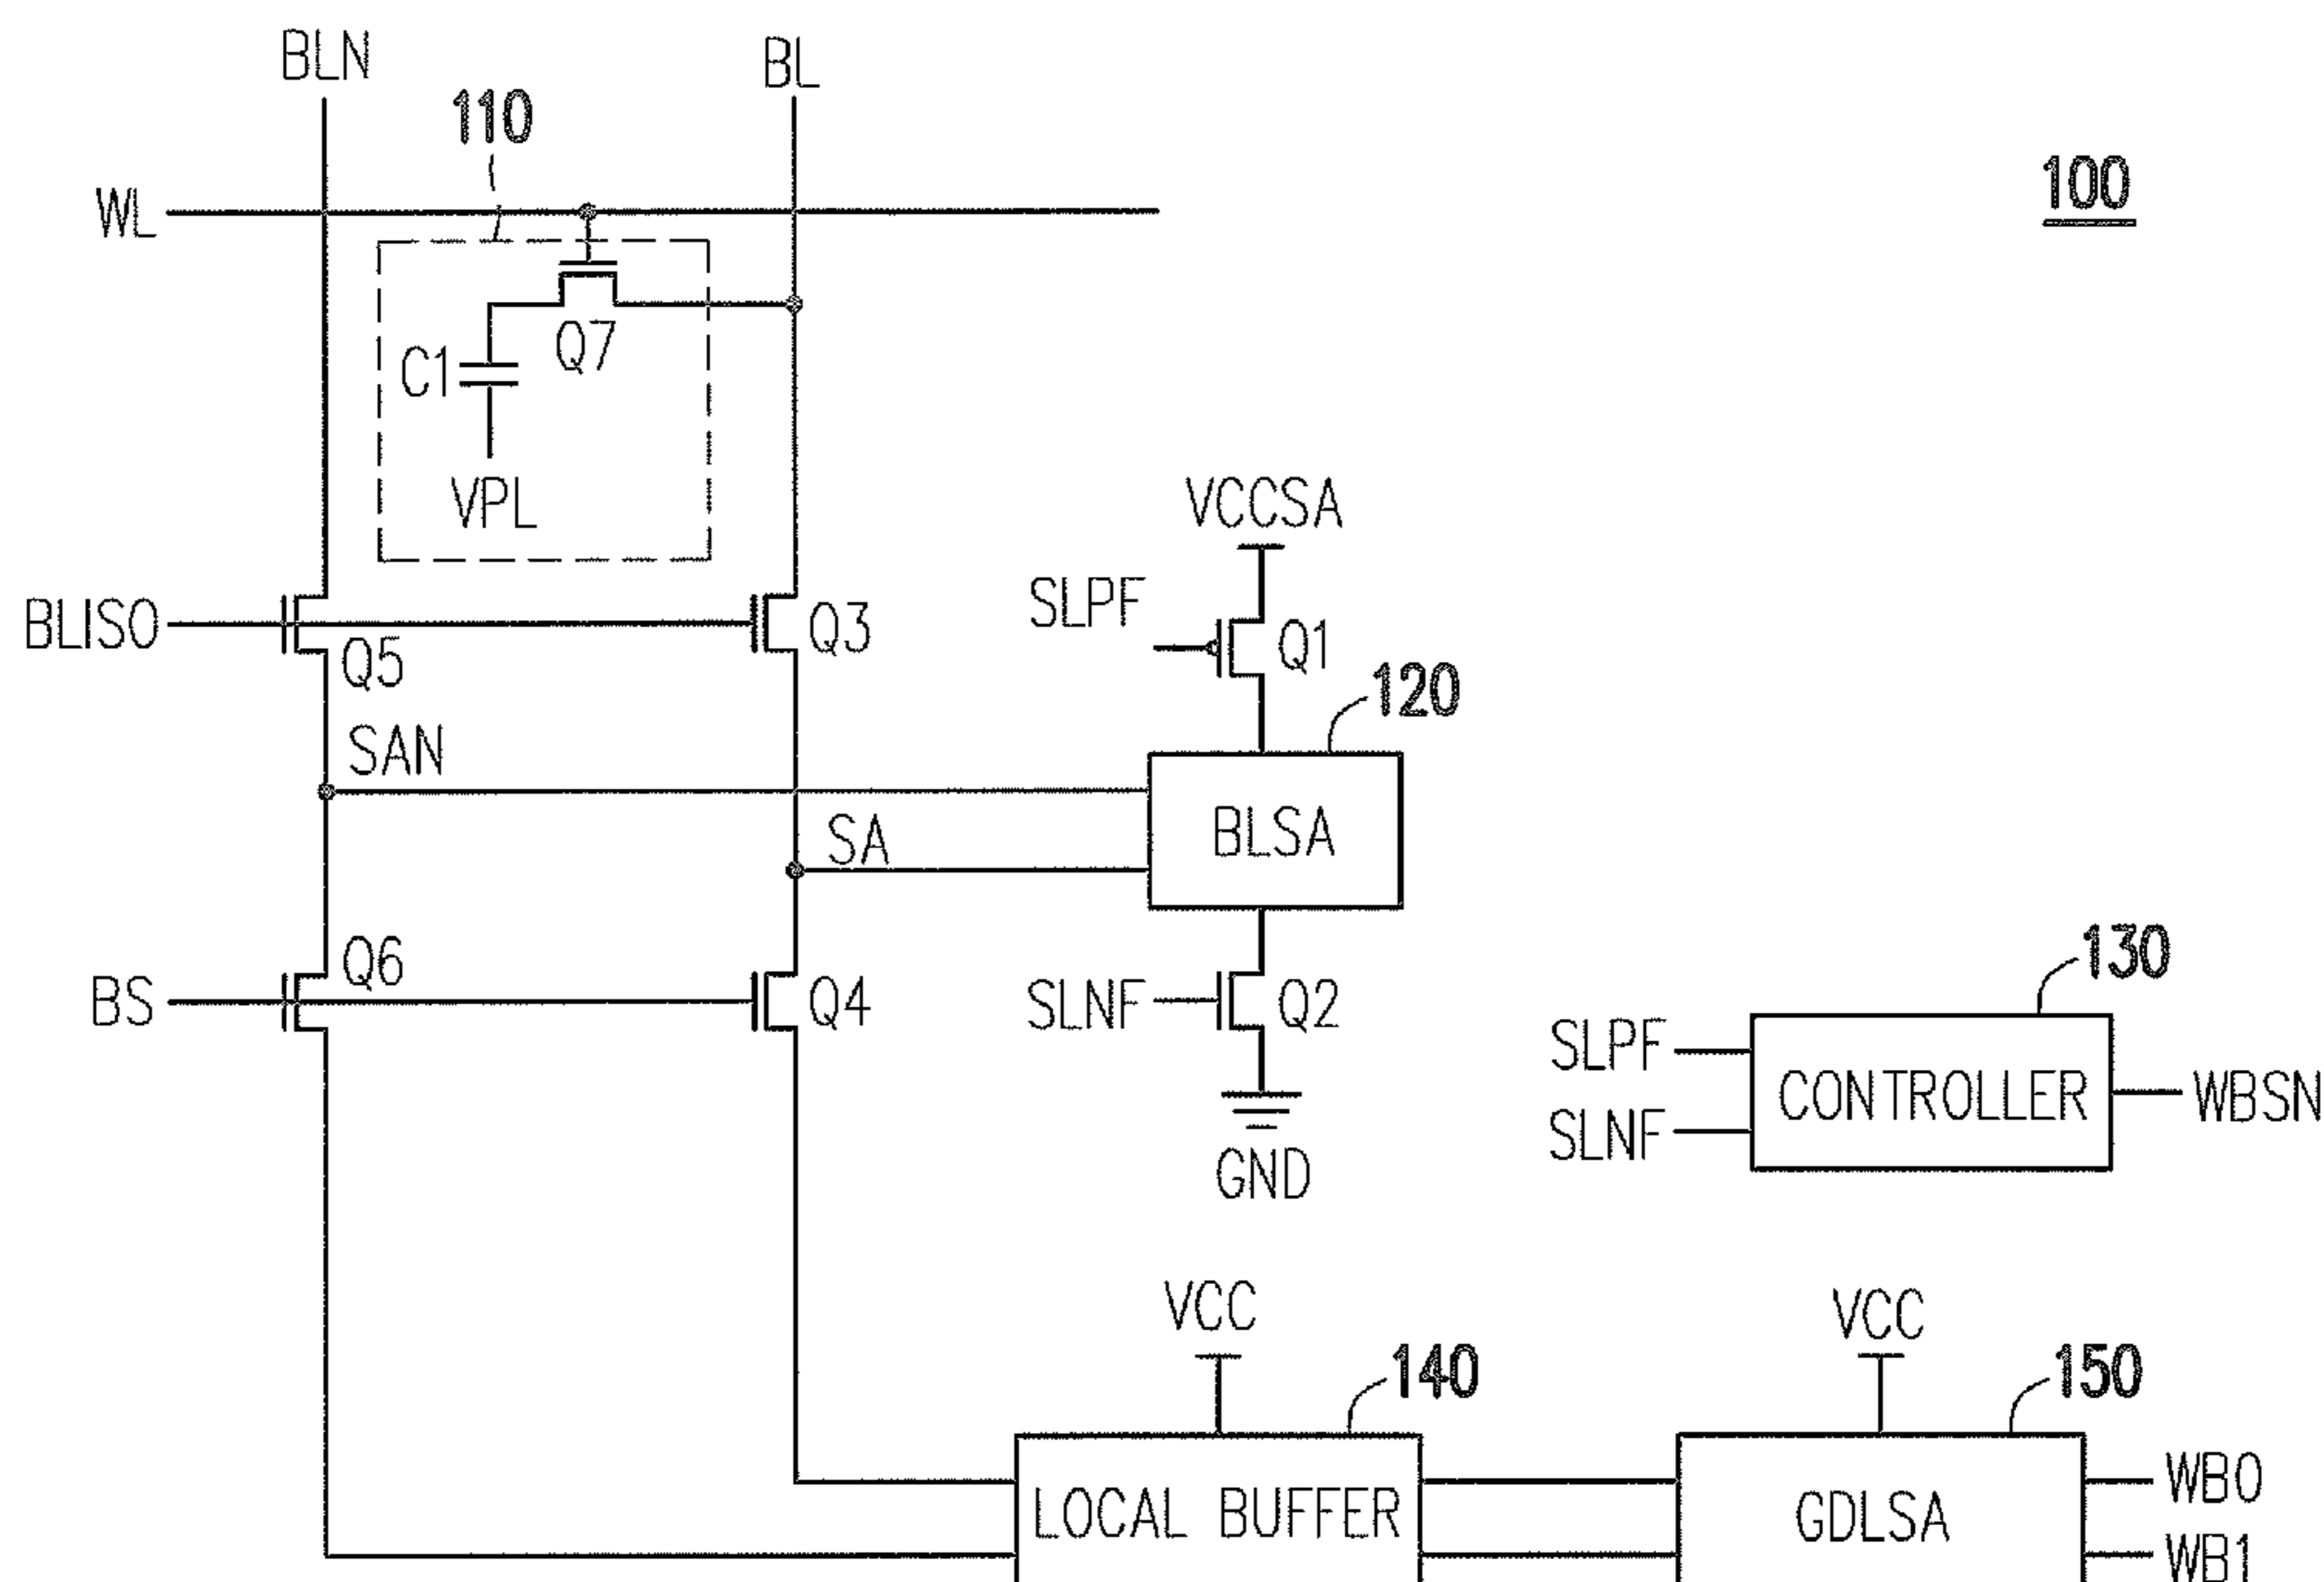 BLN
BL
110
100
WL
Q7
C1
VPL
VCCSA
BLISO
SLPF
Q3
Q1
Q5
120
SAN
BLSA
SA
Q6
130
BS
Q4
SLNF
Q2
SLPF
CONTROLLER
WBSN
SLNF
GND
VCC
VCC
140
150
WB0
LOCAL BUFFER
GDLSA
WB1